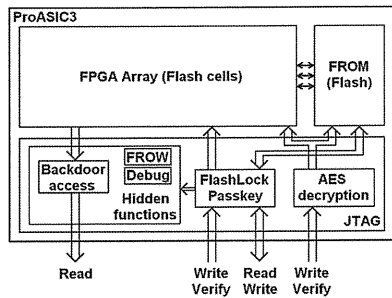 ProASIC3
FPGA Array (Flash cells)
FROM
(Flash)
Backdoor
access
FROW
Debug
Hidden
functions
FlashLock
Passkey
AES
decryption
JTAG
Read
Write
Verify
Read
Write
Write
Verify